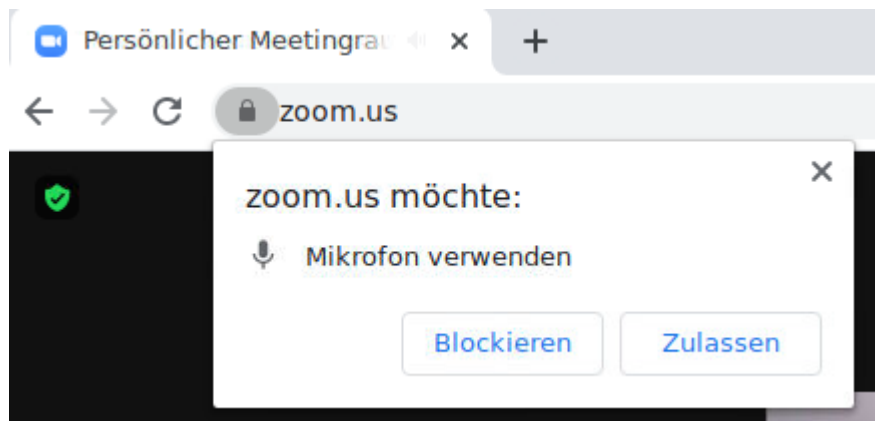 Persönlicher Meetingrau
zoom.us
zoom.us möchte:
Mikrofon verwenden
Blockieren Zulassen